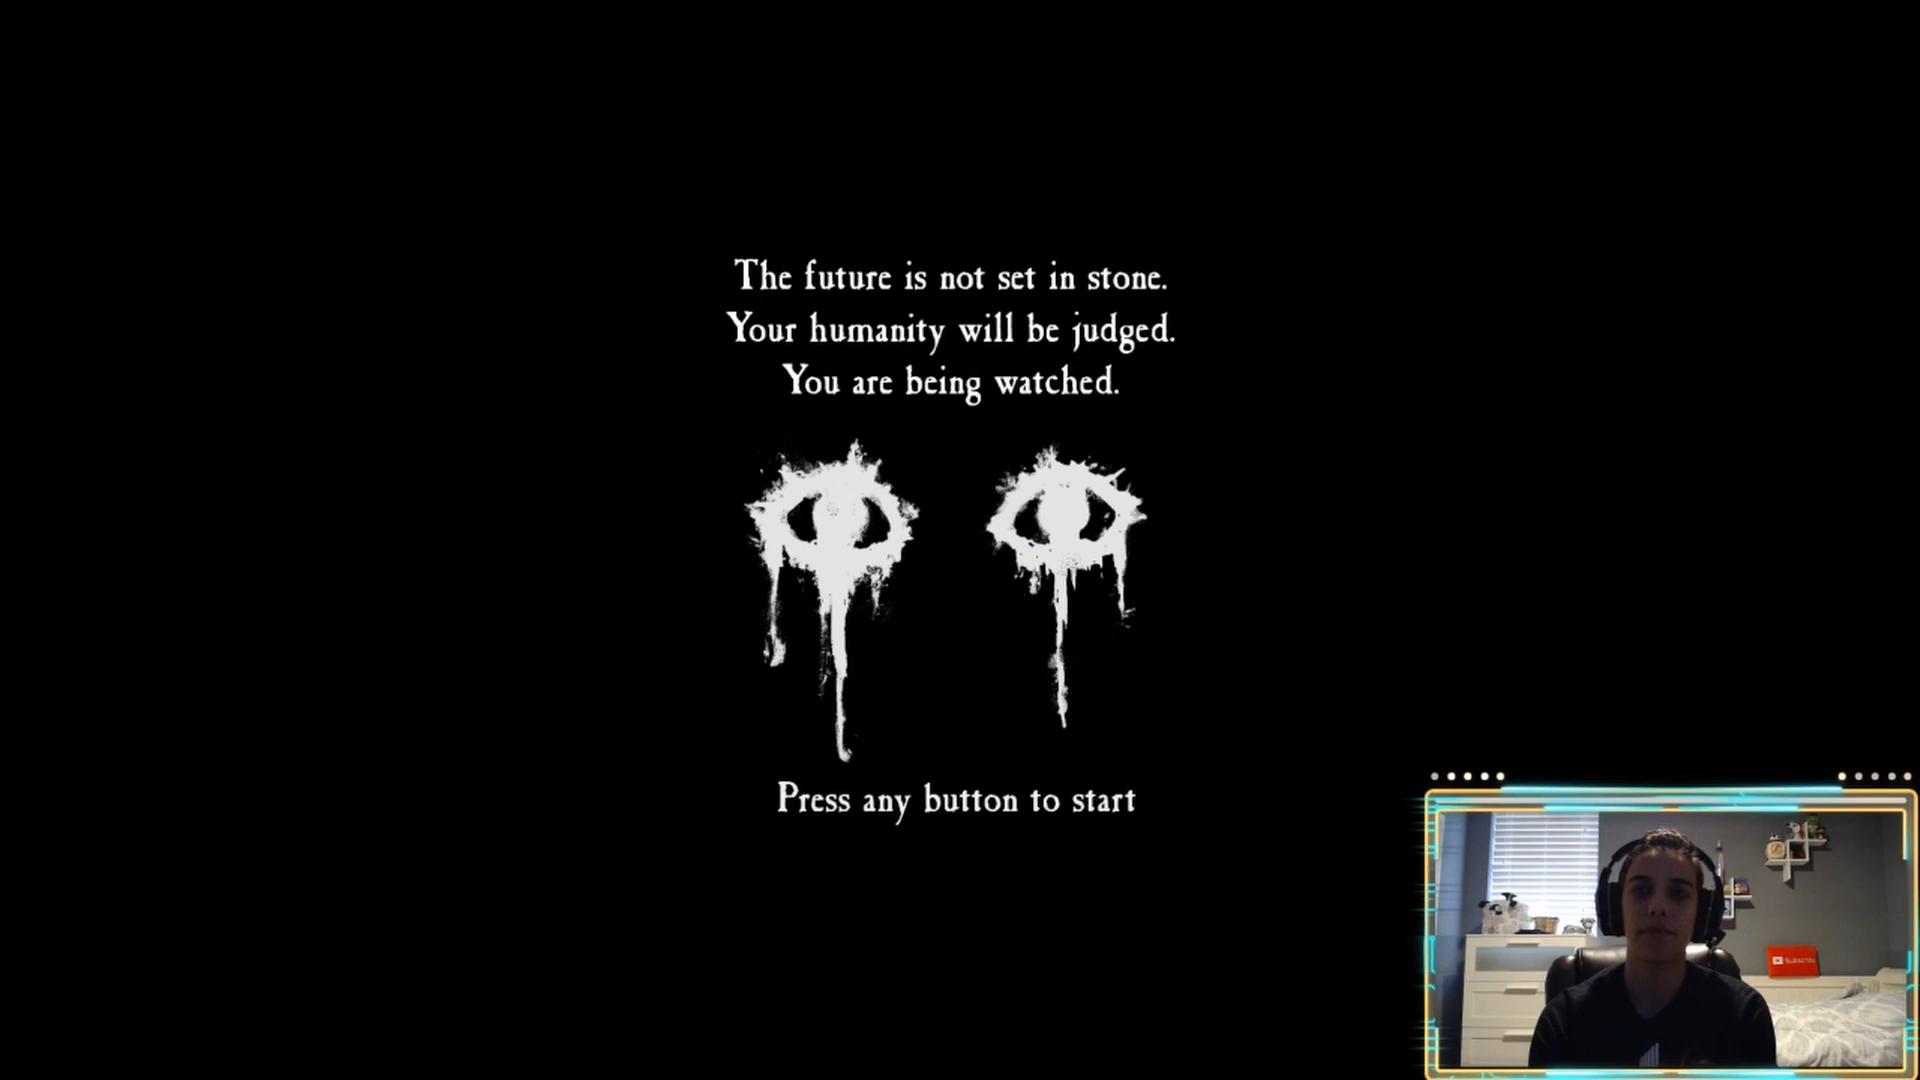 The future is not set in stone.
Your humanity will be judged.
You are being watched.
Press any button to start
SUBSCRIBE